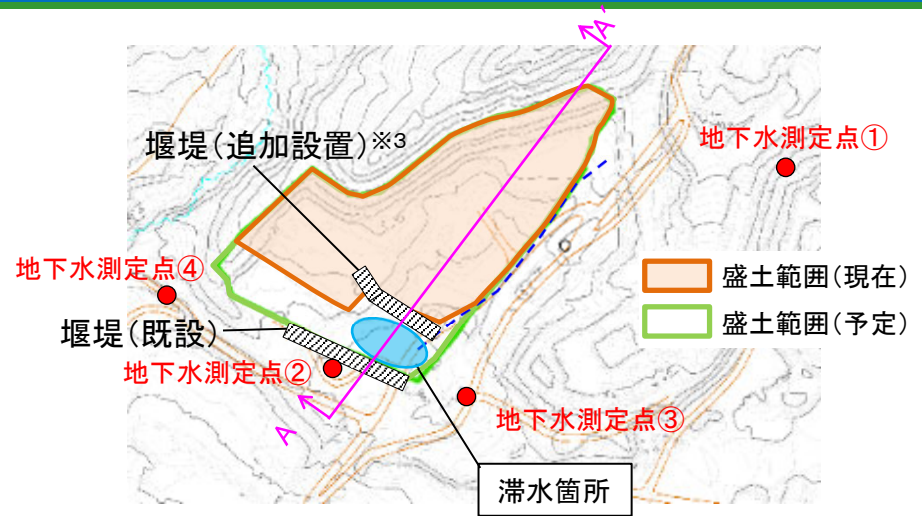 A'
地下水測定点①
堰堤(追加設置)※3
地下水測定点④
盛土範囲(現在)
堰堤(既設)
盛土範囲(予定)
地下水測定点②
地下水測定点③
A
滞水箇所